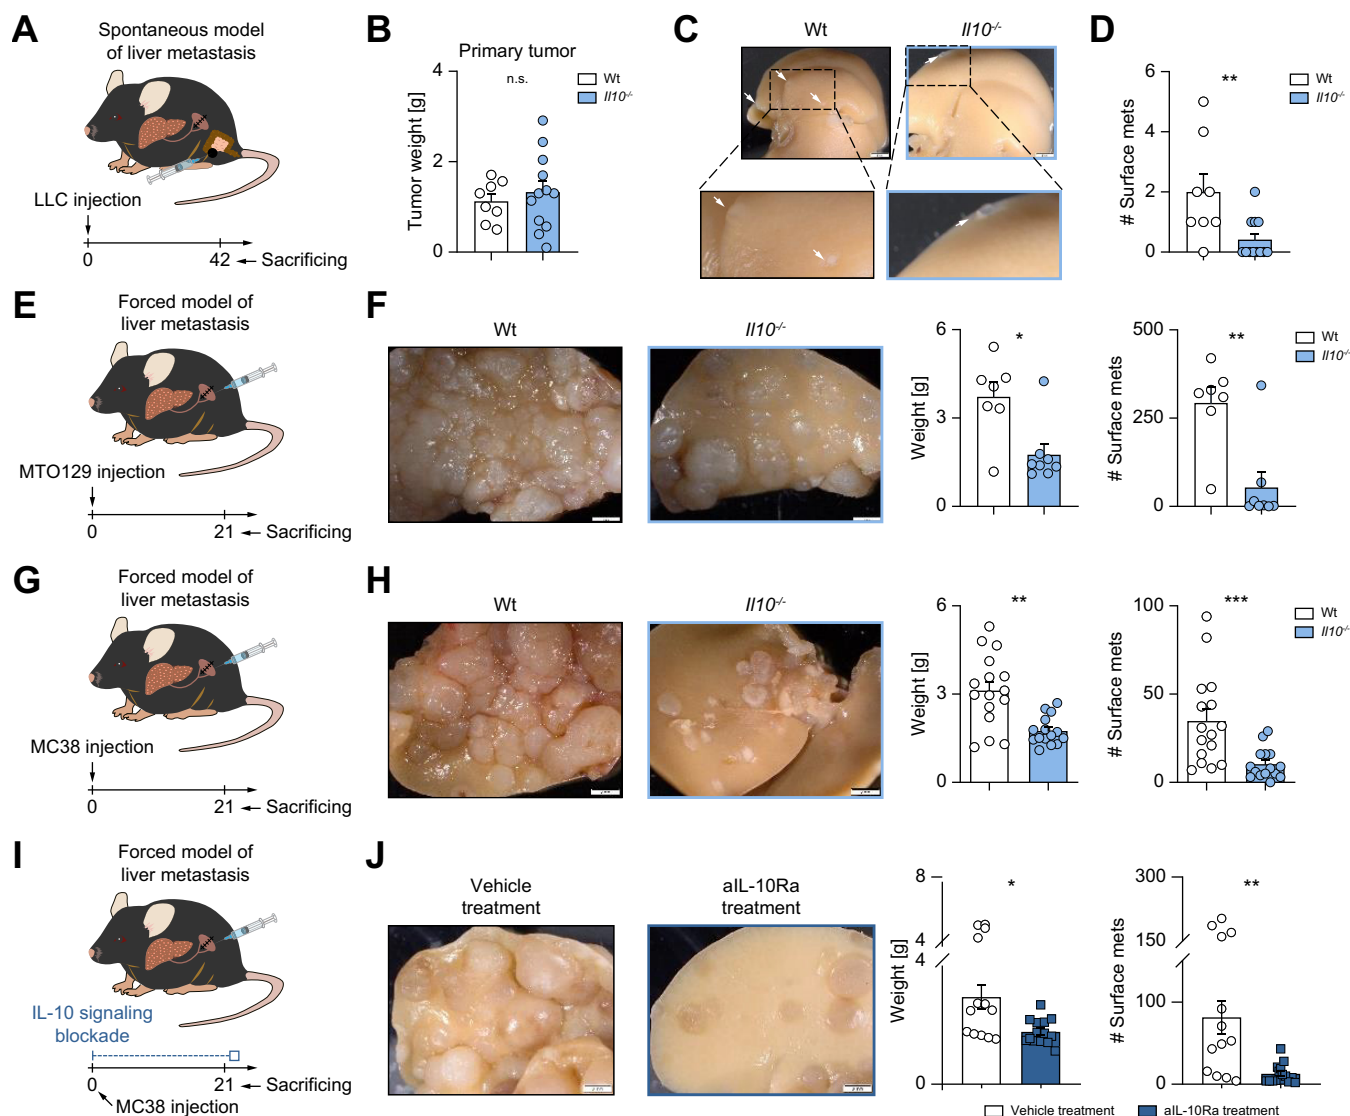 A
Spontaneous model
of liver metastasis
LLC injection
0
42
Sacrificing
B
Primary tumor
Tumor weight [g]
4
2
0
n.s.
Wt
Il10-/-
C
Wt
Il10-/-
D
# Surface mets
6
4
2
0
**
Wt
Il10-/-
E
Forced model of
liver metastasis
MTO129 injection
0
21
Sacrificing
F
Wt
Il10-/-
Weight [g]
6
3
0
*
# Surface mets
500
250
0
**
Wt
Il10-/-
G
Forced model of
liver metastasis
MC38 injection
0
21
Sacrificing
H
Wt
Il10-/-
Weight [g]
6
3
0
**
# Surface mets
100
50
0
***
Wt
Il10-/-
I
Forced model of
liver metastasis
IL-10 signaling
blockade
0
21
Sacrificing
MC38 injection
J
Vehicle
treatment
aIL-10Ra
treatment
Weight [g]
8
4
4
0
*
# Surface mets
300
150
100
0
**
Vehicle treatment
aIL-10Ra treatment